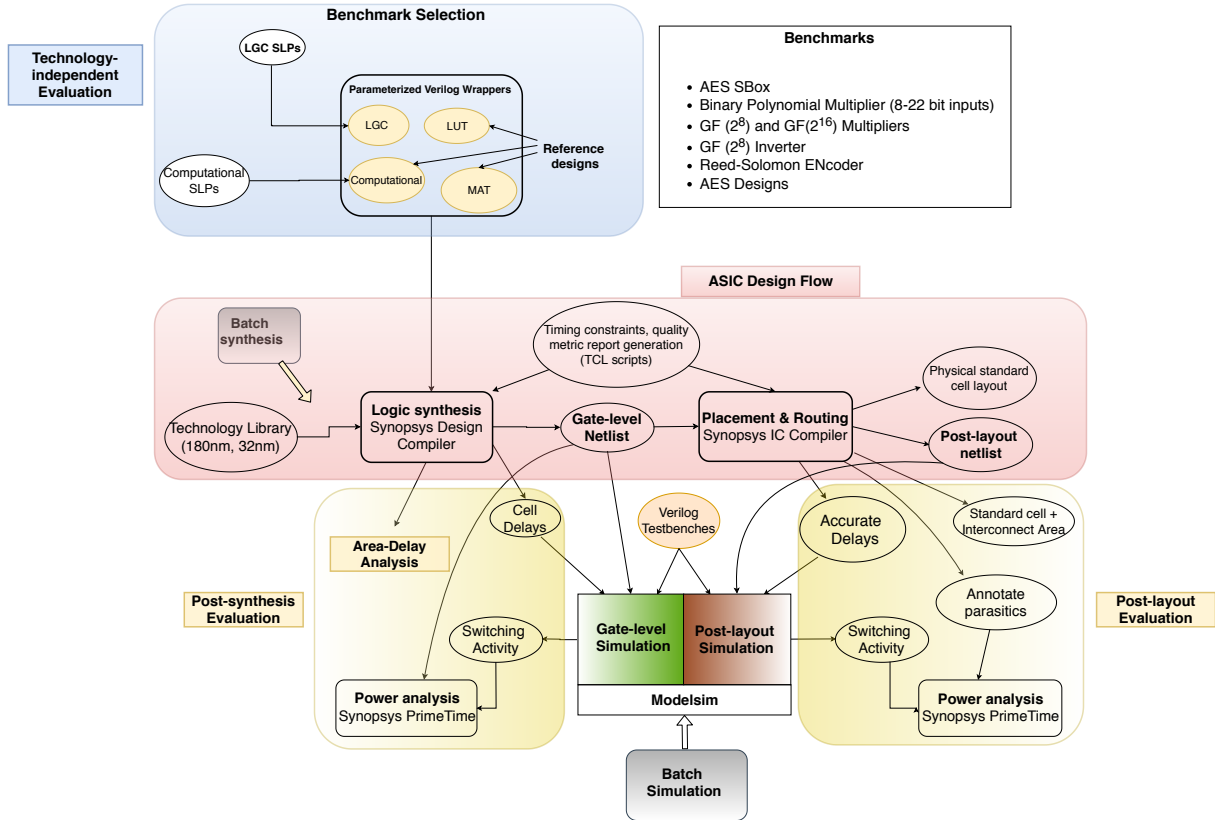 Benchmark Selection
Technology-
independent
Evaluation
LGC SLPs
Parameterized Verilog Wrappers
LGC
LUT
Reference
designs
Computational
SLPs
Computational
MAT
Benchmarks
• AES SBox
• Binary Polynomial Multiplier (8-22 bit inputs)
• GF (2⁸) and GF(2¹⁶) Multipliers
• GF (2⁸) Inverter
• Reed-Solomon ENcoder
• AES Designs
ASIC Design Flow
Batch
synthesis
Timing constraints, quality
metric report generation
(TCL scripts)
Physical standard
cell layout
Technology Library
(180nm, 32nm)
Logic synthesis
Synopsys Design
Compiler
Gate-level
Netlist
Placement & Routing
Synopsys IC Compiler
Post-layout
netlist
Cell
Delays
Verilog
Testbenches
Accurate
Delays
Standard cell +
Interconnect Area
Area-Delay
Analysis
Post-synthesis
Evaluation
Switching
Activity
Gate-level
Simulation
Post-layout
Simulation
Switching
Activity
Annotate
parasitics
Post-layout
Evaluation
Power analysis
Synopsys PrimeTime
Modelsim
Power analysis
Synopsys PrimeTime
Batch
Simulation